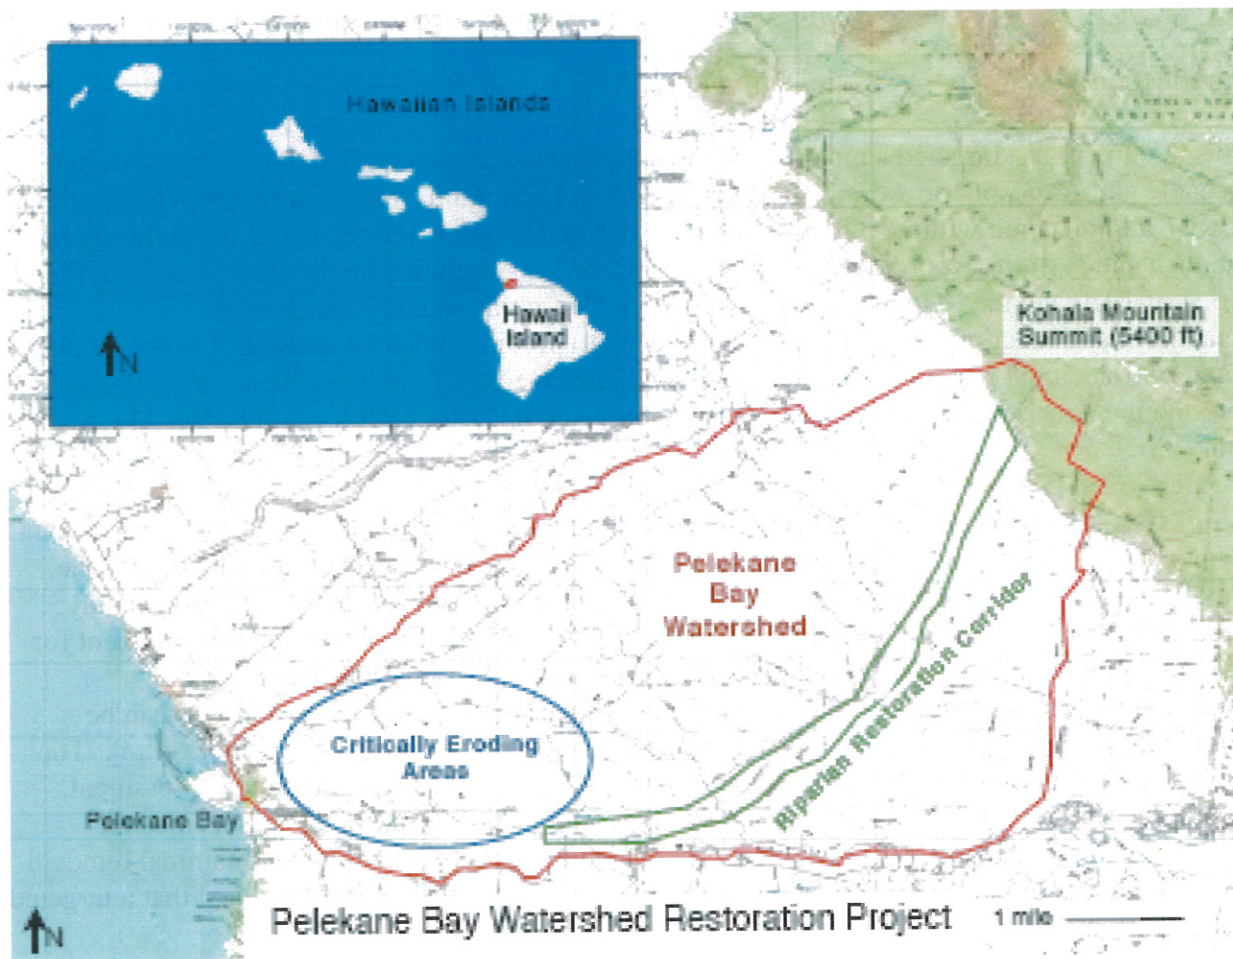 Hawaiian Islands
Hawaii
Island
N
Kohala Mountain
Summit (5400 ft)
Pelekane
Bay
Watershed
Riparian Restoration Corridor
Critically Eroding
Areas
Pelekane Bay
N
Pelekane Bay Watershed Restoration Project
1 mile